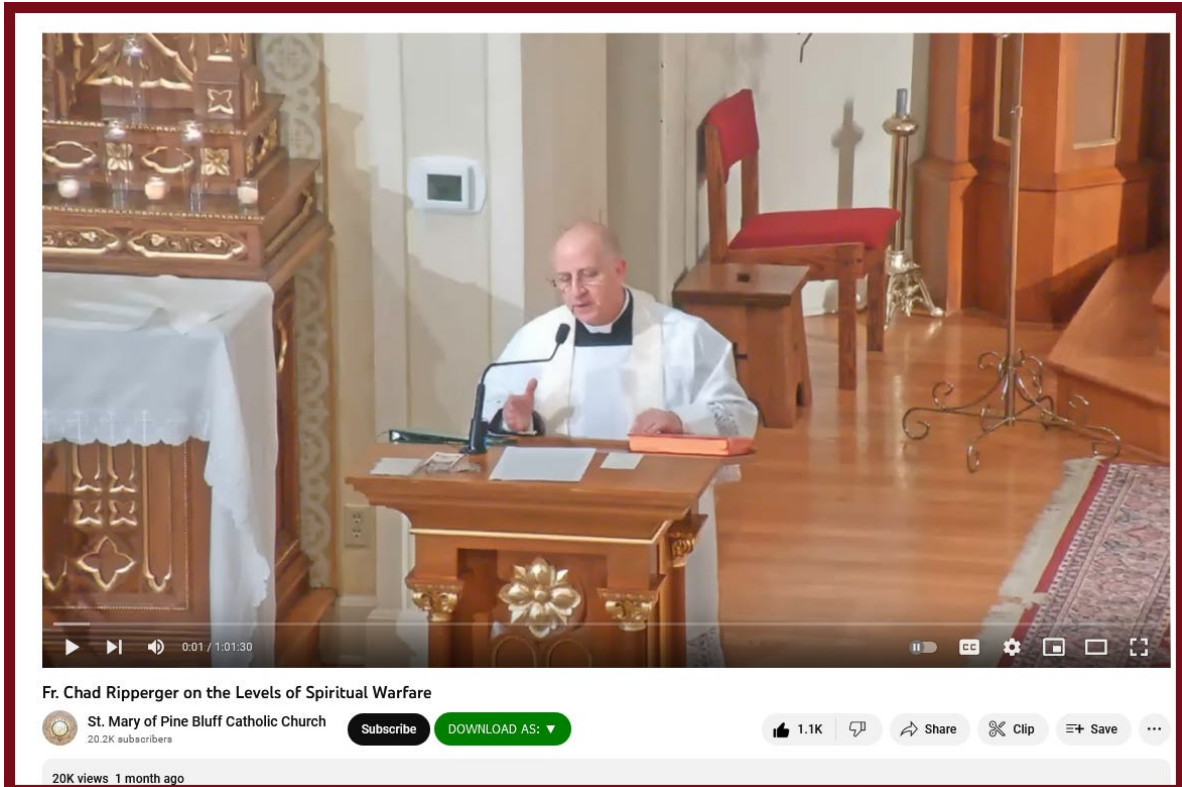 0:01 / 1:01:30
CC
Fr. Chad Ripperger on the Levels of Spiritual Warfare
St. Mary of Pine Bluff Catholic Church
20.2K subscribers
Subscribe
DOWNLOAD AS: ▼
1.1K
Share
Clip
Save
20K views 1 month ago